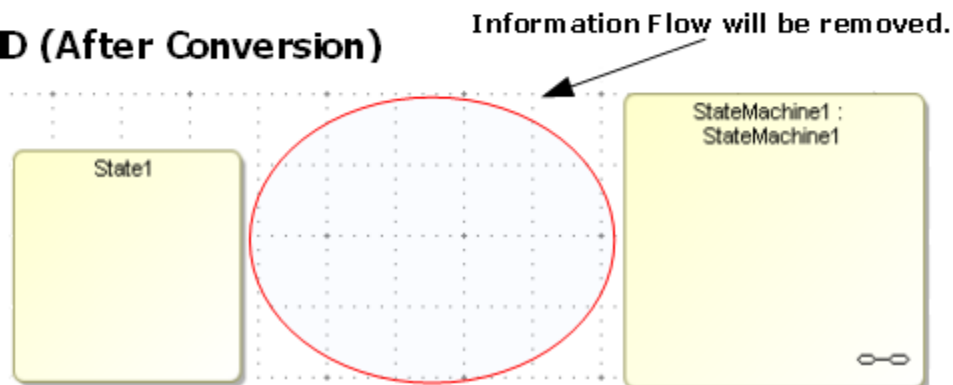 Information Flow will be removed.
D (After Conversion)
StateMachine1 :
StateMachine1
State1